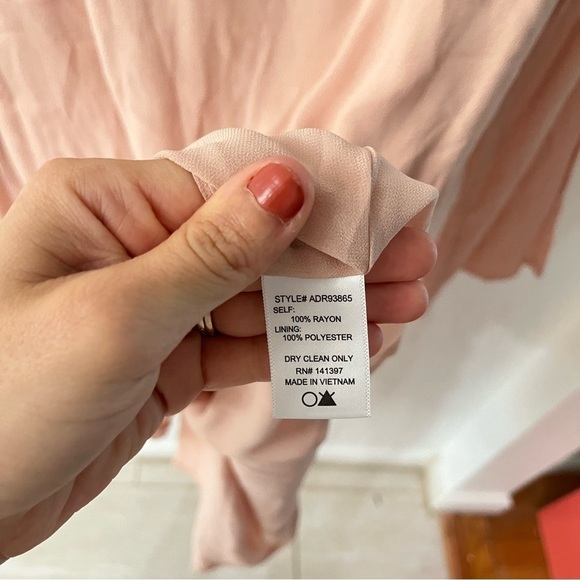 STYLE# ADR93865
SELF:
100% RAYON
LINING:
100% POLYESTER
DRY CLEAN ONLY
RN# 141397
MADE IN VIETNAM